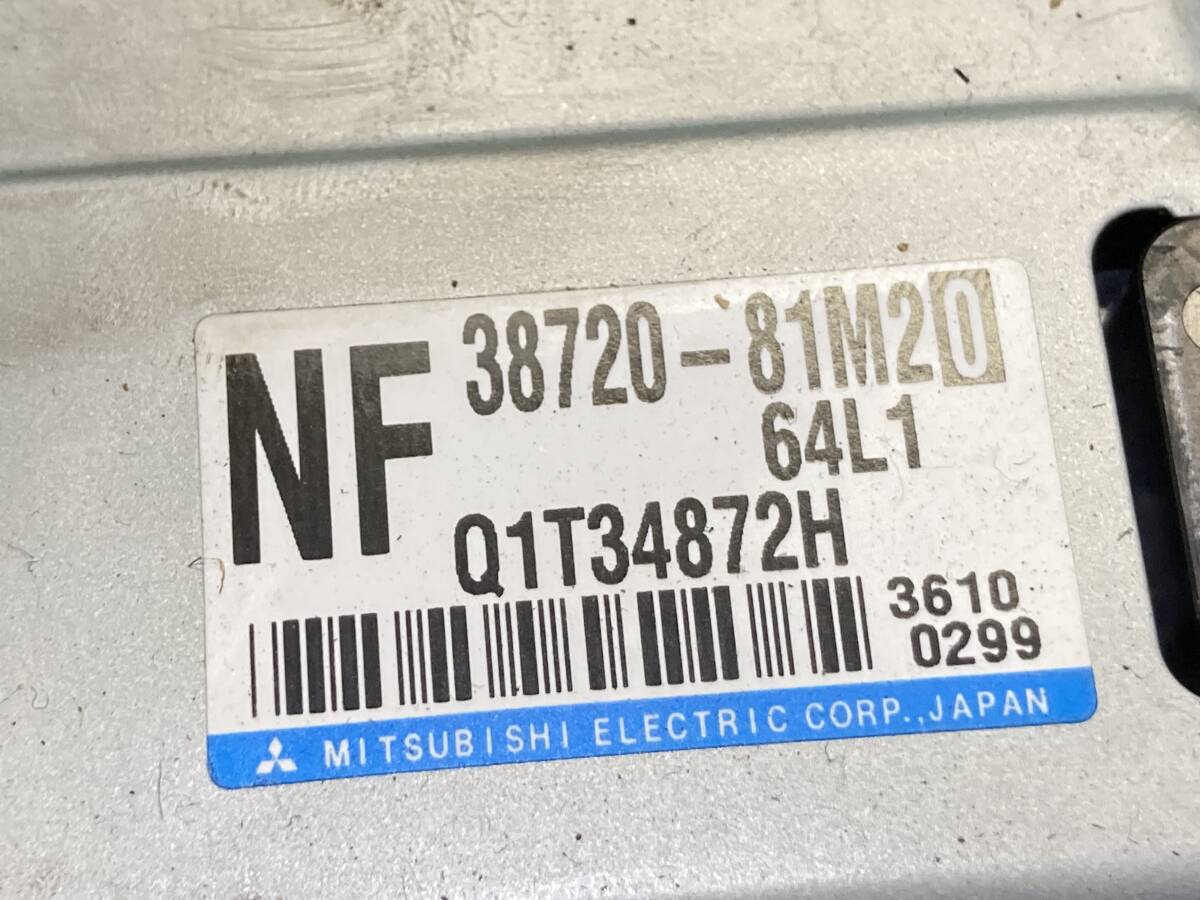 NF
38720-81M20
64L1
Q1T34872H
3610
0299
MITSUBISHI ELECTRIC CORP.,JAPAN